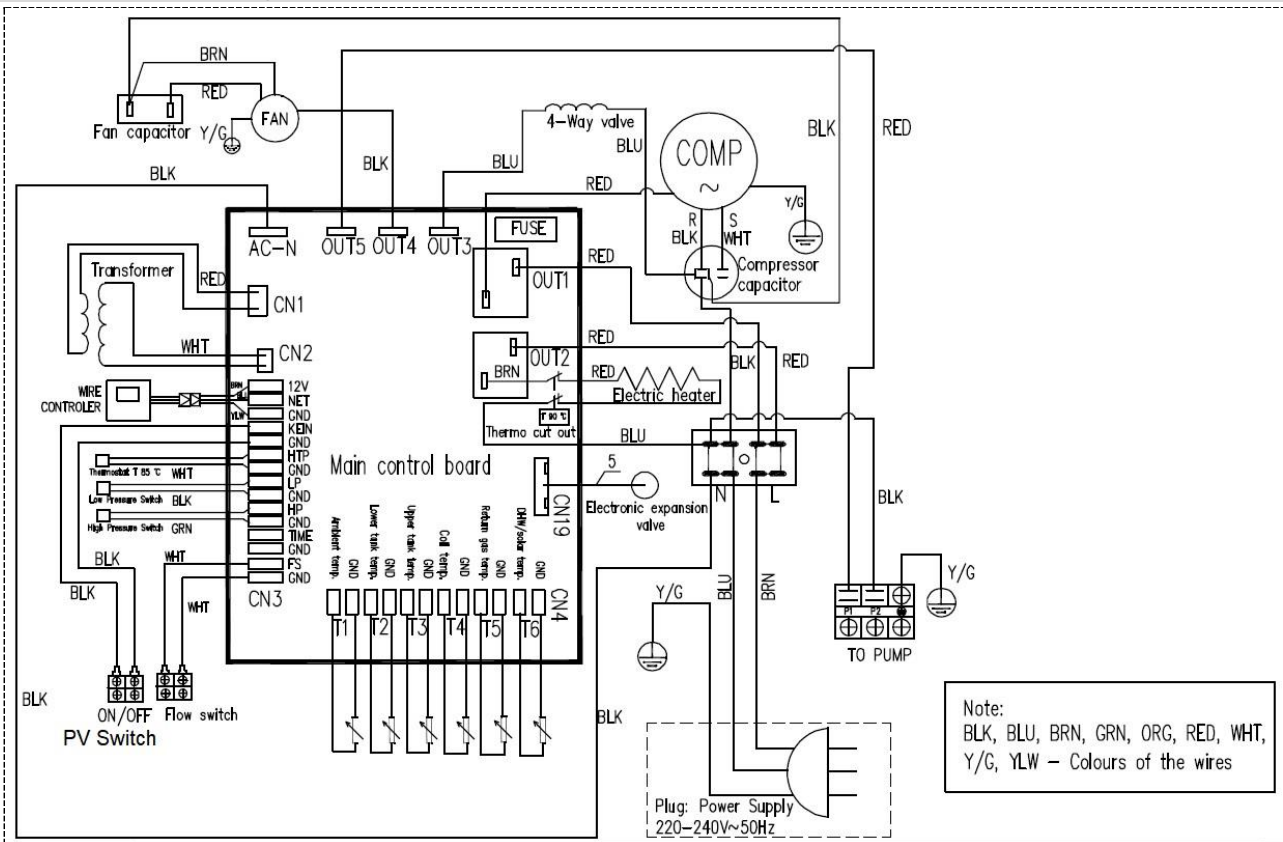 BRN
RED
Fan capacitor
Y/G
FAN
BLK
BLK
4-Way valve
BLU
BLU
COMP
~
RED
R
S
BLK
WHT
Y/G
BLK
RED
Compressor
capacitor
AC-N
OUT5
OUT4
OUT3
FUSE
OUT1
RED
Transformer
RED
CN1
WHT
CN2
OUT2
RED
BLK
RED
BRN
RED
Electric heater
T 90 ℃
Thermo cut out
BLU
WIRE
CONTROLER
BRN
BLU
YLW
12V
NET
GND
KEIN
GND
HTP
GND
LP
GND
HP
GND
TIME
GND
FS
GND
CN3
Thermostat T 85 ℃
WHT
Low Pressure Switch
BLK
High Pressure Switch
GRN
Main control board
CN19
5
Electronic expansion
valve
N
L
BLK
BLK
WHT
BLK
WHT
Ambient temp.
GND
Lower tank temp.
GND
Upper tank temp.
GND
Coil temp.
GND
Return gas temp.
GND
DHW/solar temp.
GND
CN4
T1
T2
T3
T4
T5
T6
Y/G
BLU
BRN
Y/G
P1
P2
TO PUMP
BLK
ON/OFF
Flow switch
PV Switch
BLK
Plug: Power Supply
220-240V~50Hz
Note:
BLK, BLU, BRN, GRN, ORG, RED, WHT,
Y/G, YLW - Colours of the wires